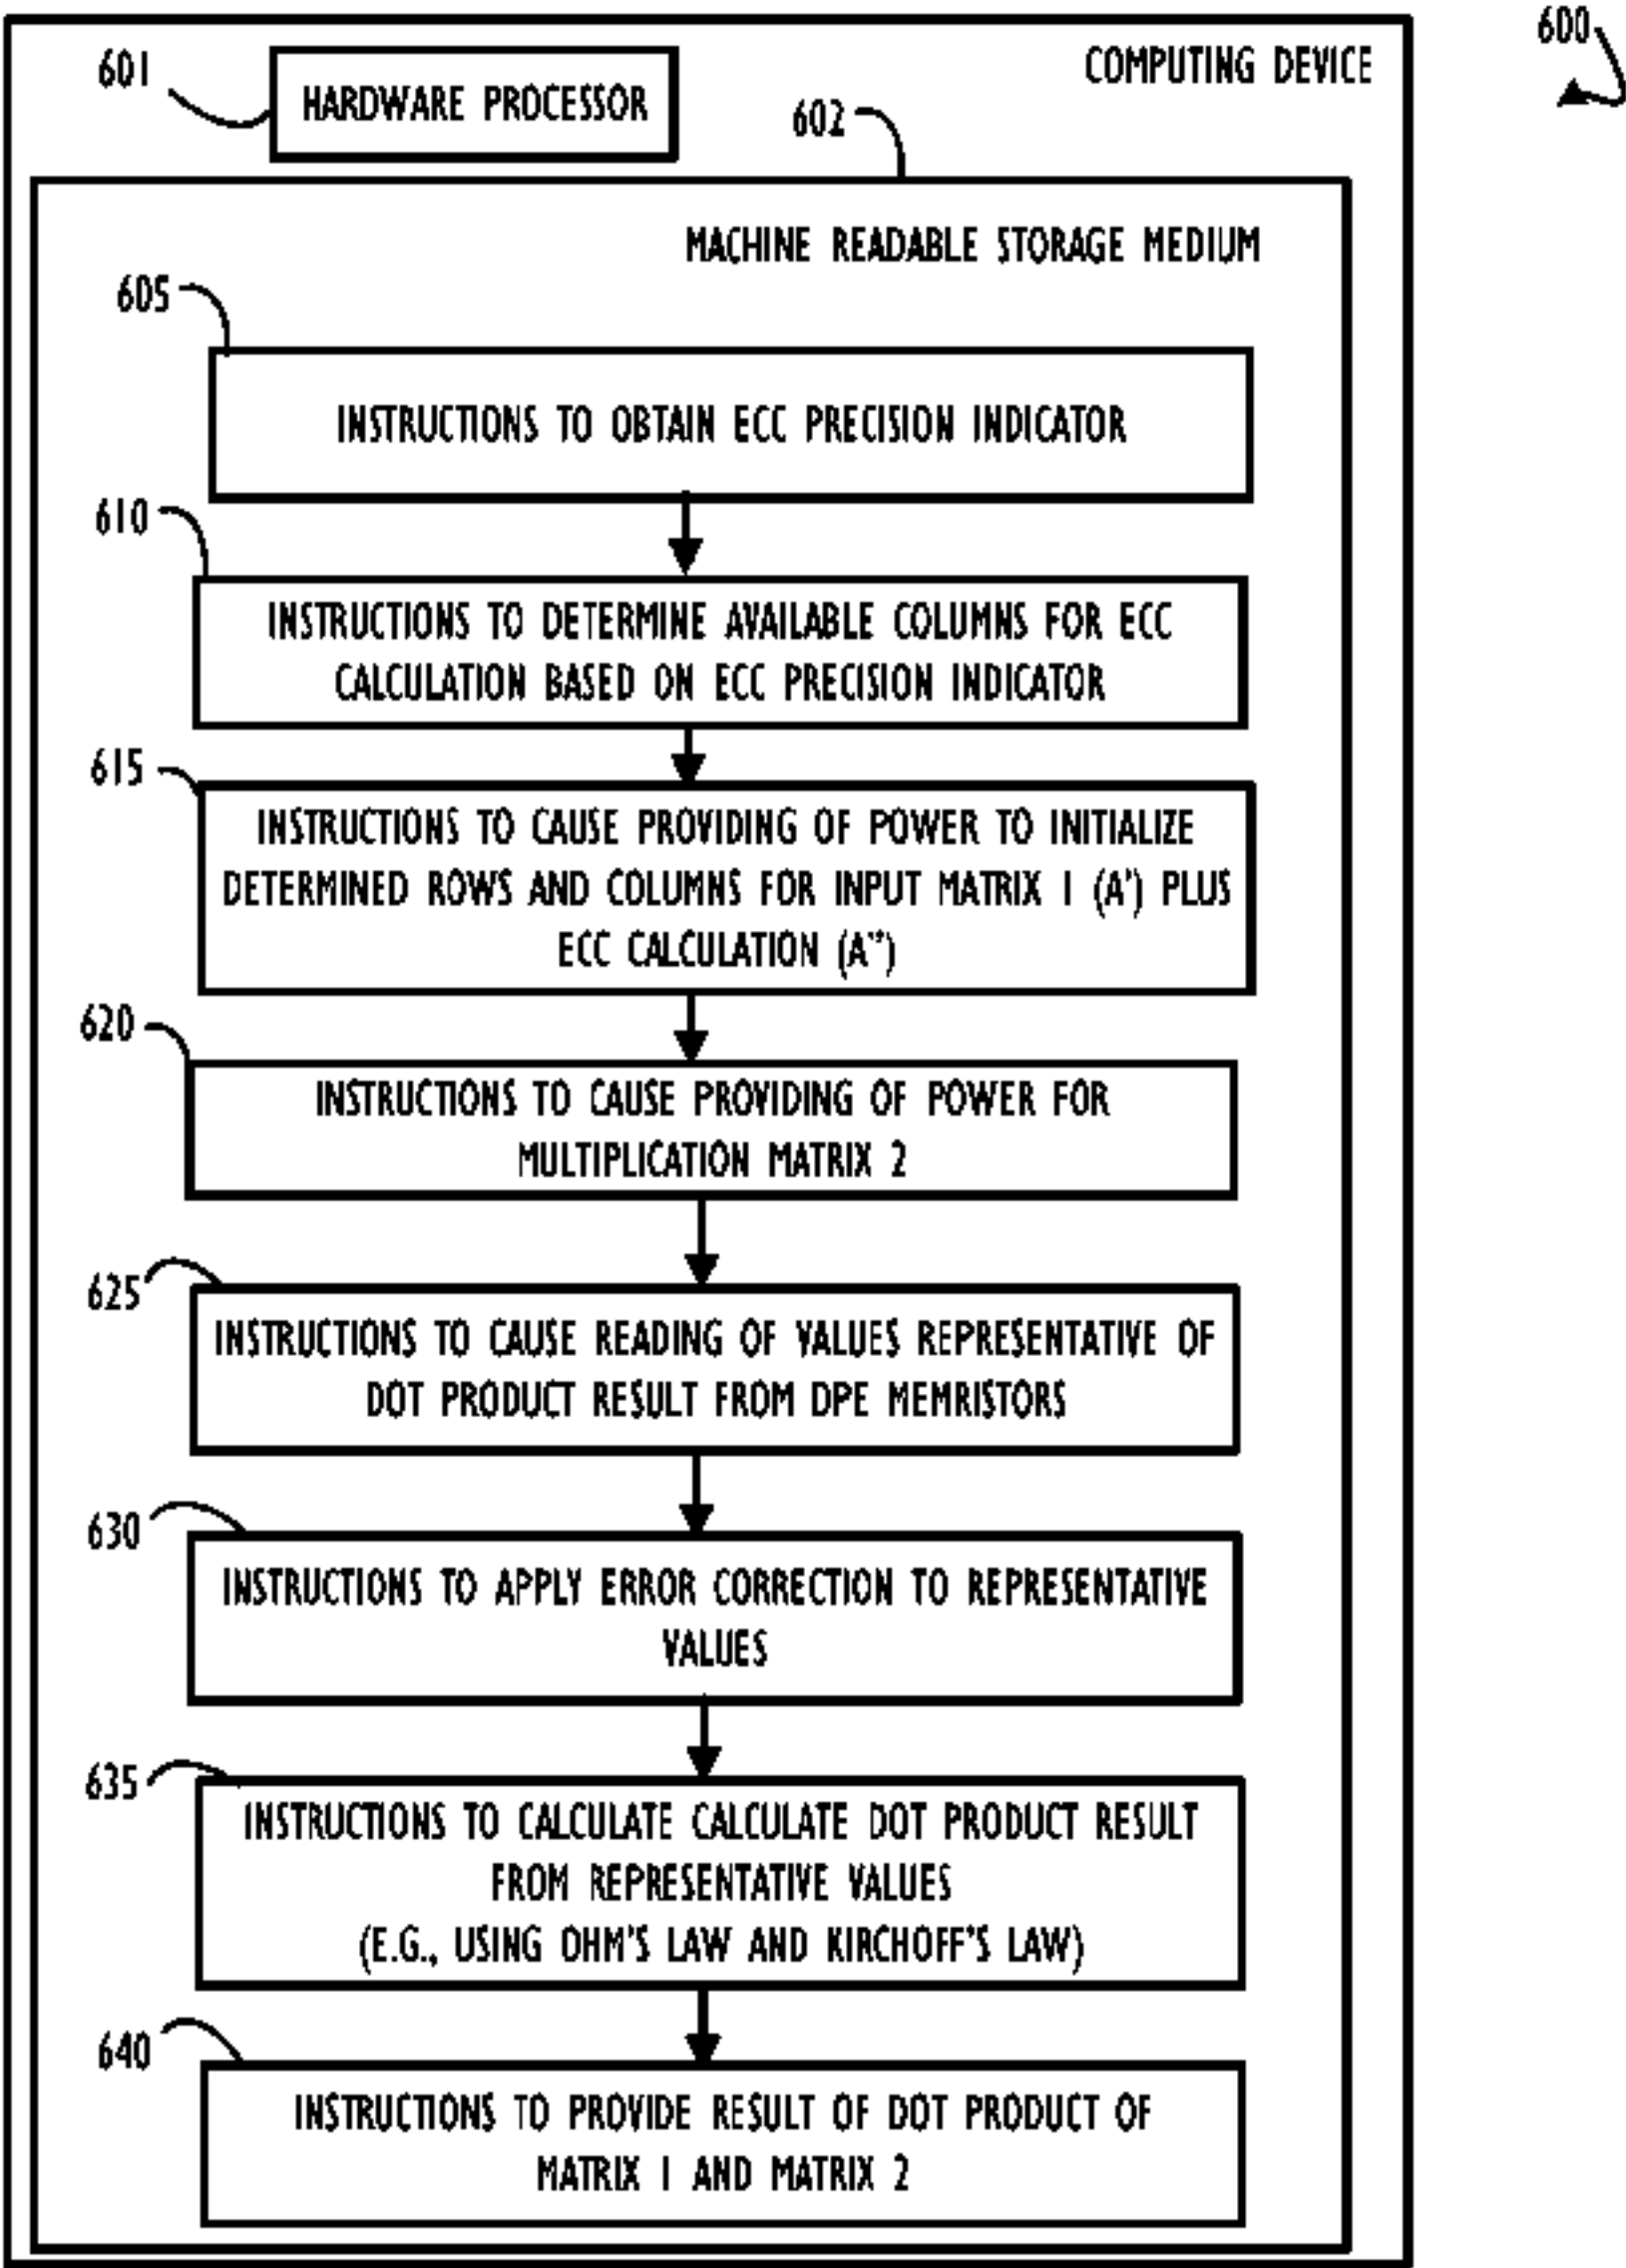 600
COMPUTING DEVICE
601
HARDWARE PROCESSOR
602
MACHINE READABLE STORAGE MEDIUM
605
INSTRUCTIONS TO OBTAIN ECC PRECISION INDICATOR
610
INSTRUCTIONS TO DETERMINE AVAILABLE COLUMNS FOR ECC
CALCULATION BASED ON ECC PRECISION INDICATOR
615
INSTRUCTIONS TO CAUSE PROVIDING OF POWER TO INITIALIZE
DETERMINED ROWS AND COLUMNS FOR INPUT MATRIX 1 (A') PLUS
ECC CALCULATION (A'')
620
INSTRUCTIONS TO CAUSE PROVIDING OF POWER FOR
MULTIPLICATION MATRIX 2
625
INSTRUCTIONS TO CAUSE READING OF VALUES REPRESENTATIVE OF
DOT PRODUCT RESULT FROM DPE MEMRISTORS
630
INSTRUCTIONS TO APPLY ERROR CORRECTION TO REPRESENTATIVE
VALUES
635
INSTRUCTIONS TO CALCULATE CALCULATE DOT PRODUCT RESULT
FROM REPRESENTATIVE VALUES
(E.G., USING OHM'S LAW AND KIRCHOFF'S LAW)
640
INSTRUCTIONS TO PROVIDE RESULT OF DOT PRODUCT OF
MATRIX 1 AND MATRIX 2